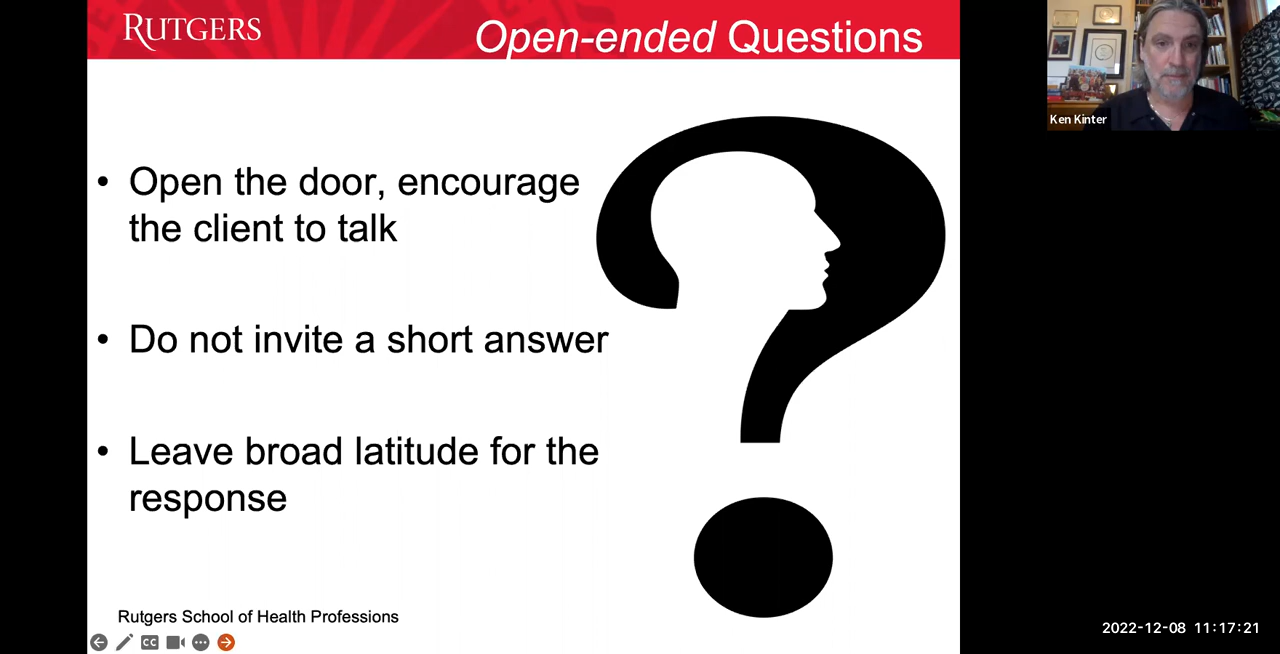 RUTGERS
Open-ended Questions
Ken Kinter
• Open the door, encourage
the client to talk
• Do not invite a short answer
• Leave broad latitude for the
response
Rutgers School of Health Professions
CC
2022-12-08 11:17:21